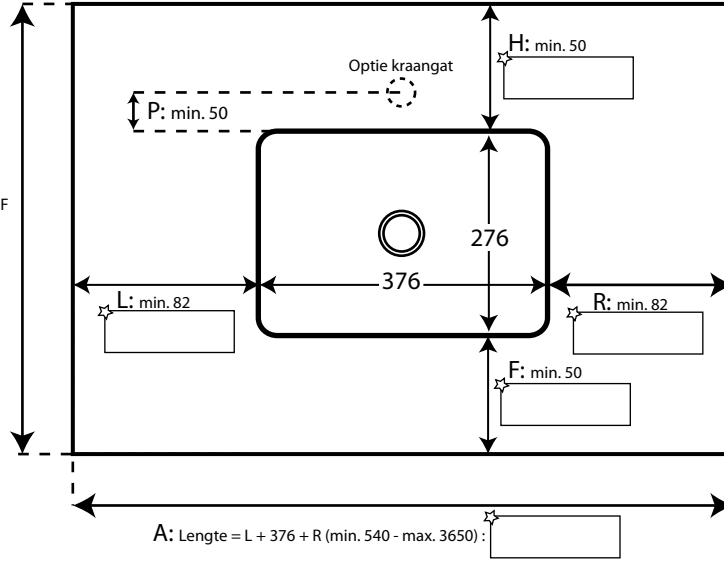 H: min. 50
Optie kraangat
P: min. 50
F
276
376
L: min. 82
R: min. 82
F: min. 50
A: Lengte = L + 376 + R (min. 540 - max. 3650) :